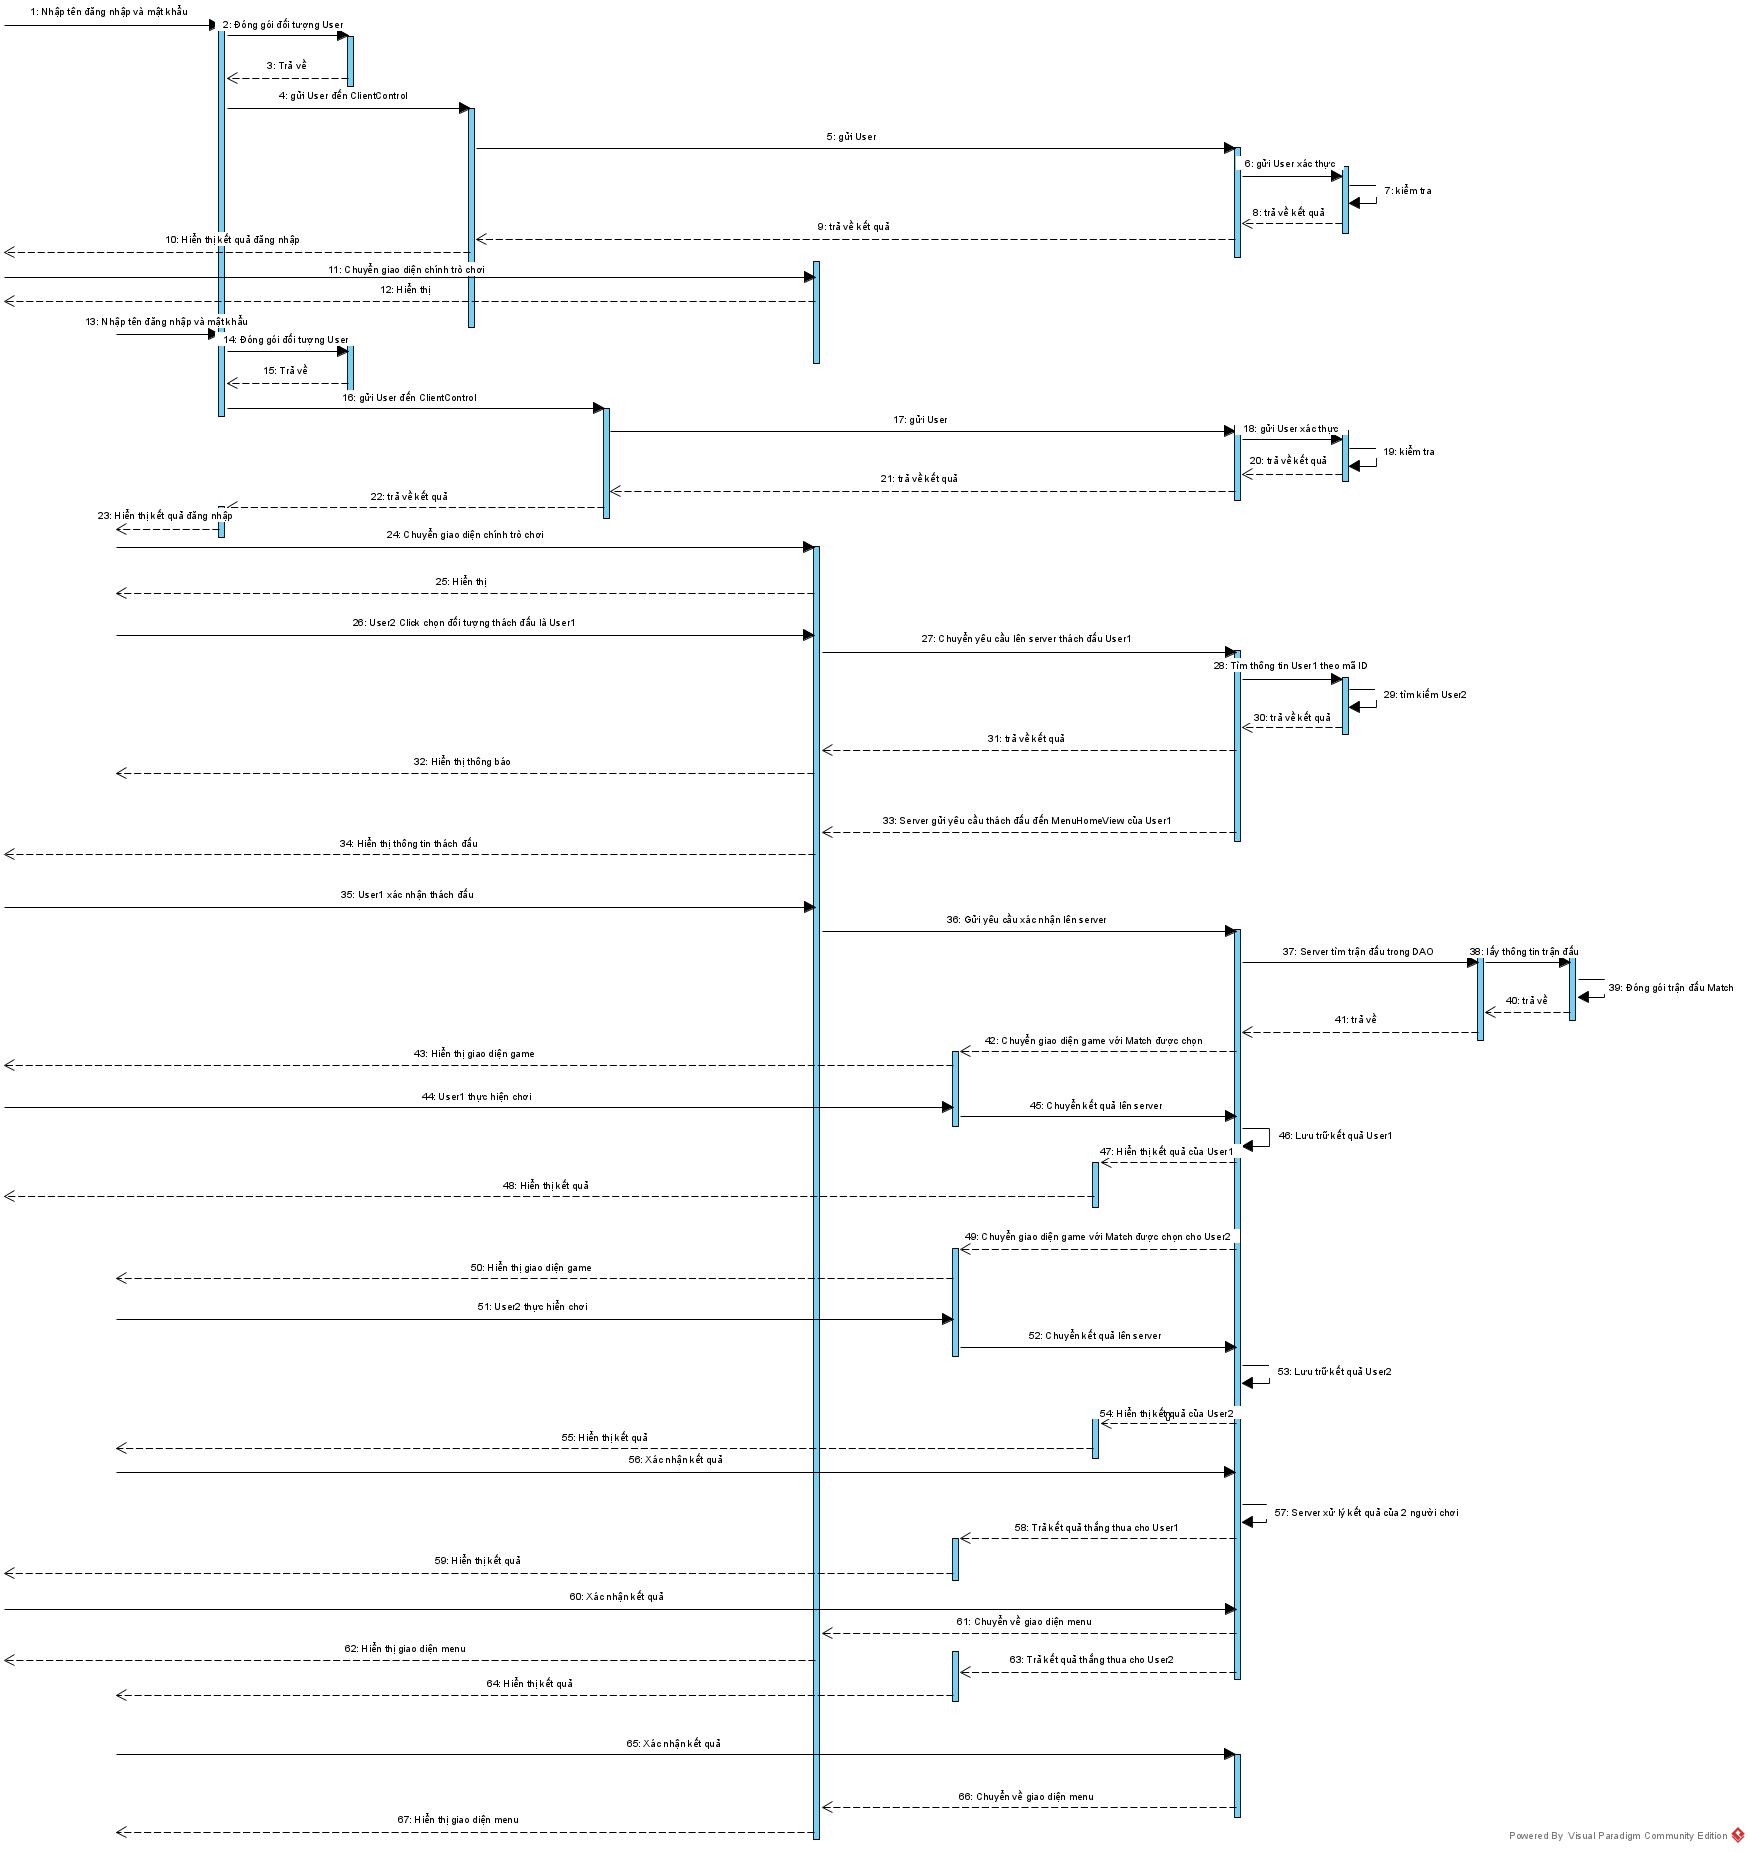 1: Nhập tên đăng nhập và mật khẩu
2: Đóng gói đối tượng User
3: Trả về
4: gửi User đến ClientControl
5: gửi User
6: gửi User xác thực
7: kiểm tra
8: trả về kết quả
9: trả về kết quả
10: Hiển thị kết quả đăng nhập
11: Chuyển giao diện chính trò chơi
12: Hiển thị
13: Nhập tên đăng nhập và mật khẩu
14: Đóng gói đối tượng User
15: Trả về
16: gửi User đến ClientControl
17: gửi User
18: gửi User xác thực
19: kiểm tra
20: trả về kết quả
21: trả về kết quả
22: trả về kết quả
23: Hiển thị kết quả đăng nhập
24: Chuyển giao diện chính trò chơi
25: Hiển thị
26: User2 Click chọn đối tượng thách đấu là User1
27: Chuyển yêu cầu lên server thách đấu User1
28: Tìm thông tin User1 theo mã ID
29: tìm kiếm User2
30: trả về kết quả
31: trả về kết quả
32: Hiển thị thông báo
33: Server gửi yêu cầu thách đấu đến MenuHomeView của User1
34: Hiển thị thông tin thách đấu
35: User1 xác nhận thách đấu
36: Gửi yêu cầu xác nhận lên server
37: Server tìm trận đấu trong DAO
38: lấy thông tin trận đấu
39: Đóng gói trận đấu Match
40: trả về
41: trả về
42: Chuyển giao diện game với Match được chọn
43: Hiển thị giao diện game
44: User1 thực hiện chơi
45: Chuyển kết quả lên server
46: Lưu trữ kết quả User1
47: Hiển thị kết quả của User1
48: Hiển thị kết quả
49: Chuyển giao diện game với Match được chọn cho User2
50: Hiển thị giao diện game
51: User2 thực hiển chơi
52: Chuyển kết quả lên server
53: Lưu trữ kết quả User2
54: Hiển thị kết quả của User2
55: Hiển thị kết quả
56: Xác nhận kết quả
57: Server xử lý kết quả của 2 người chơi
58: Trả kết quả thắng thua cho User1
59: Hiển thị kết quả
60: Xác nhận kết quả
61: Chuyển về giao diện menu
62: Hiển thị giao diện menu
63: Trả kết quả thắng thua cho User2
64: Hiển thị kết quả
65: Xác nhận kết quả
66: Chuyển về giao diện menu
67: Hiển thị giao diện menu
Powered By Visual Paradigm Community Edition